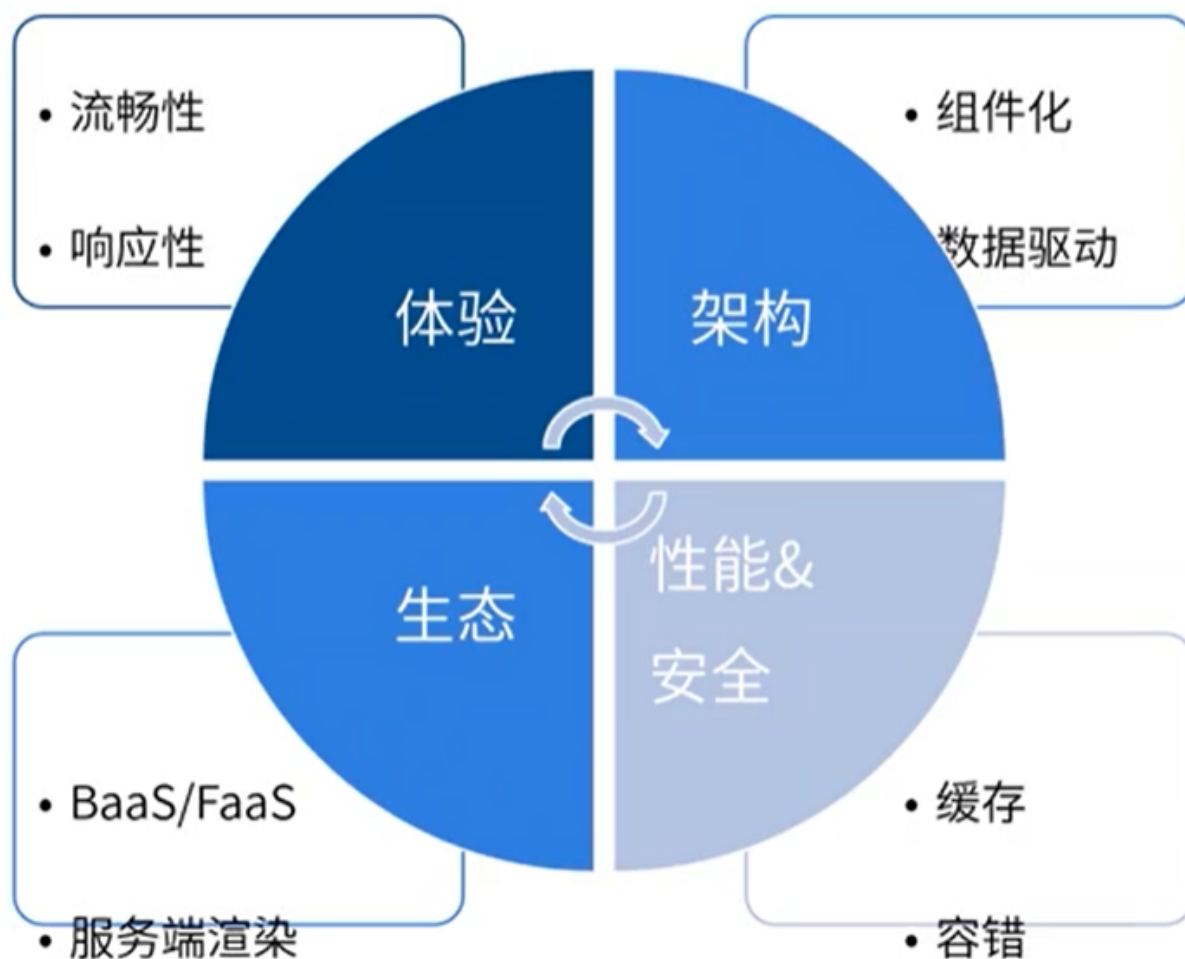 流畅性
响应性
体验
组件化
数据驱动
架构
生态
BaaS/FaaS
服务端渲染
性能&
安全
缓存
容错